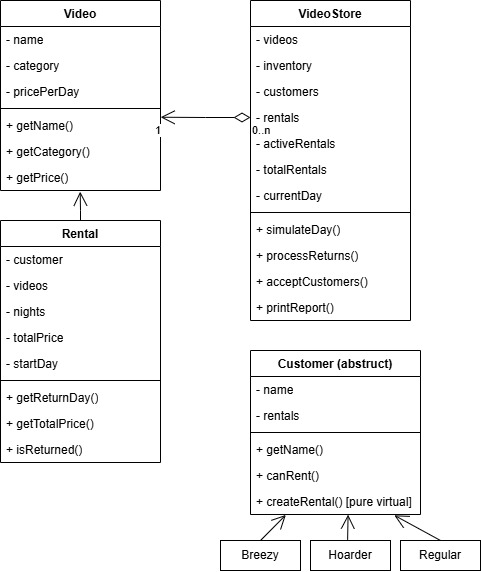 Video
- name
- category
- pricePerDay
+ getName()
+ getCategory()
+ getPrice()
VideoStore
- videos
- inventory
- customers
- rentals
- activeRentals
- totalRentals
- currentDay
+ simulateDay()
+ processReturns()
+ acceptCustomers()
+ printReport()
1
0..n
Rental
- customer
- videos
- nights
- totalPrice
- startDay
+ getReturnDay()
+ getTotalPrice()
+ isReturned()
Customer (abstruct)
- name
- rentals
+ getName()
+ canRent()
+ createRental() [pure virtual]
Breezy
Hoarder
Regular